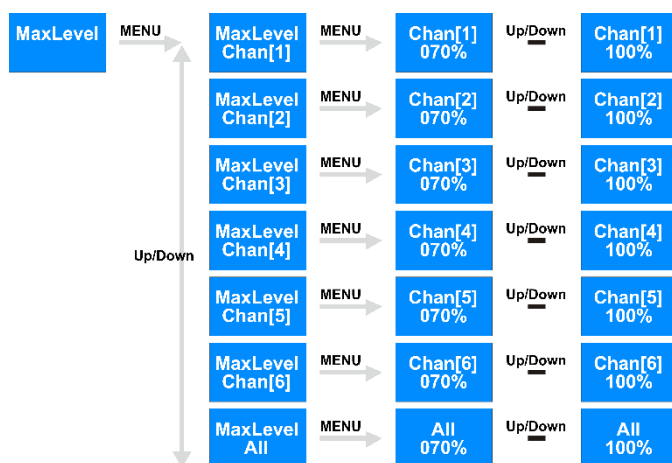 MaxLevel
MENU
MaxLevel
Chan[1]
MENU
Chan[1]
070%
Up/Down
Chan[1]
100%
MaxLevel
Chan[2]
MENU
Chan[2]
070%
Up/Down
Chan[2]
100%
MaxLevel
Chan[3]
MENU
Chan[3]
070%
Up/Down
Chan[3]
100%
Up/Down
MaxLevel
Chan[4]
MENU
Chan[4]
070%
Up/Down
Chan[4]
100%
MaxLevel
Chan[5]
MENU
Chan[5]
070%
Up/Down
Chan[5]
100%
MaxLevel
Chan[6]
MENU
Chan[6]
070%
Up/Down
Chan[6]
100%
MaxLevel
All
MENU
All
070%
Up/Down
All
100%